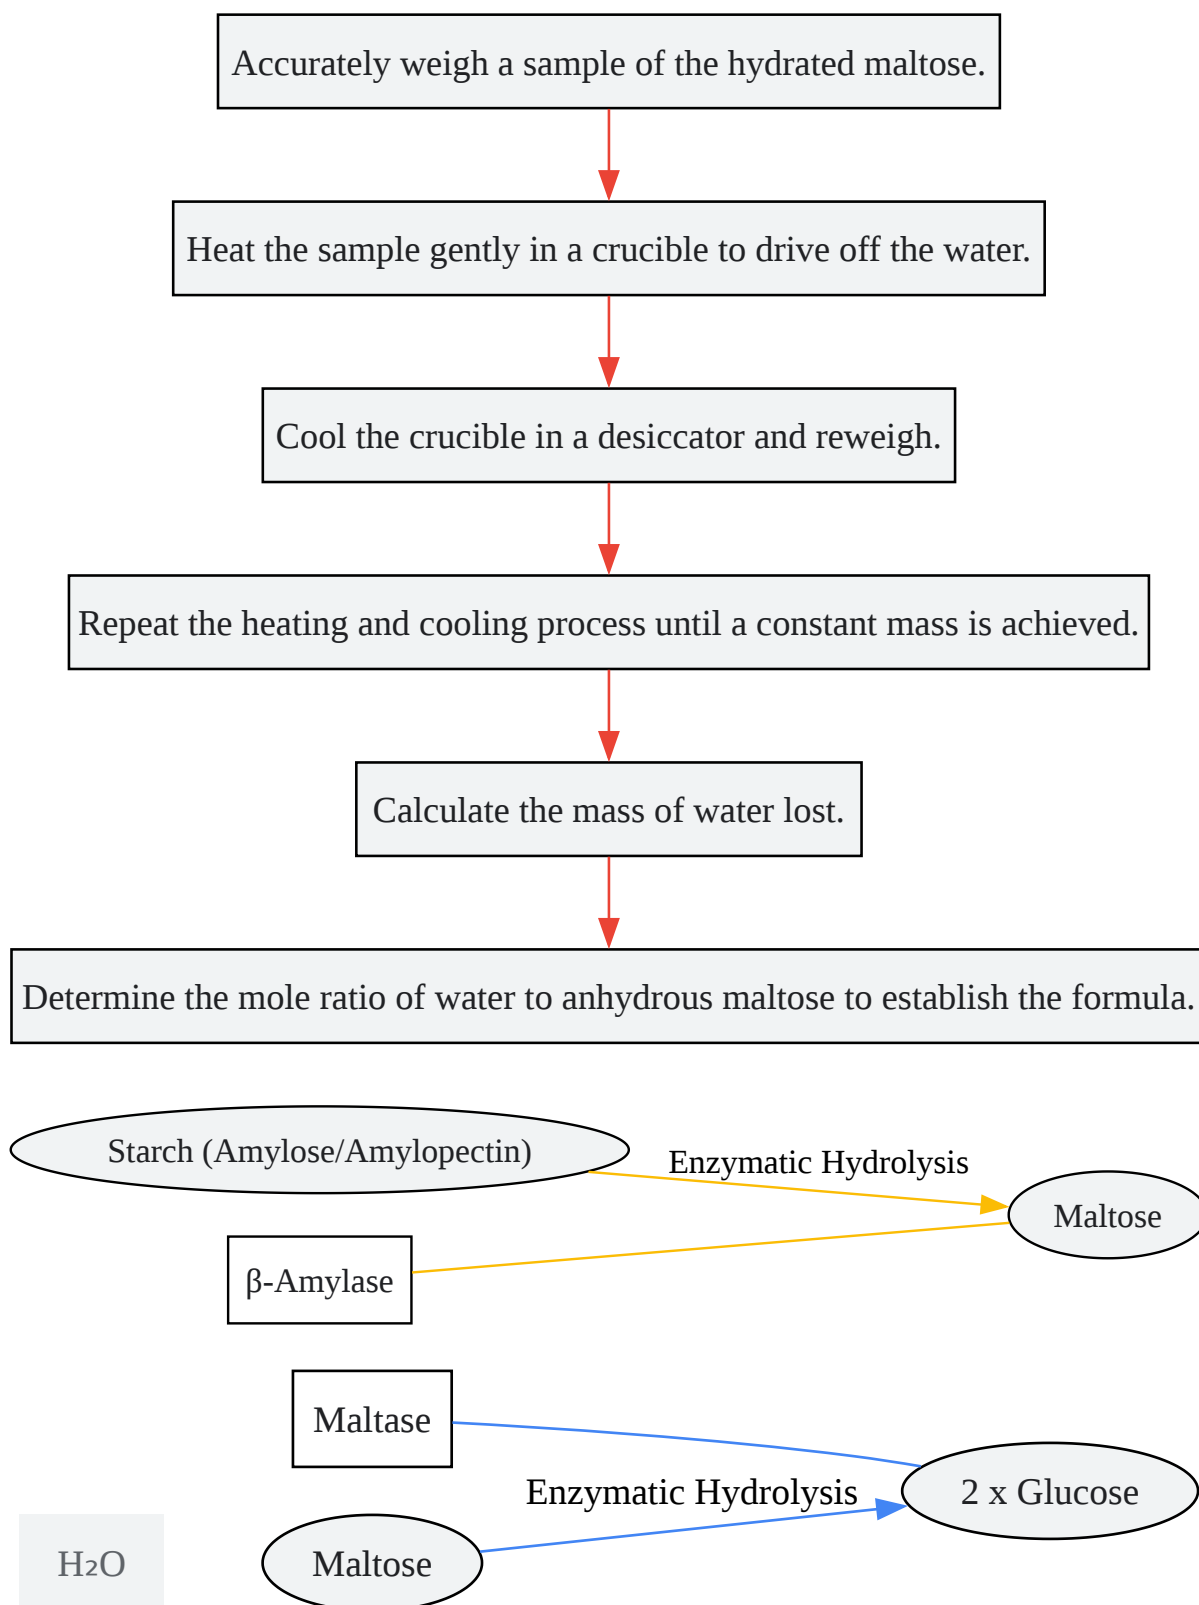 Accurately weigh a sample of the hydrated maltose.
Heat the sample gently in a crucible to drive off the water.
Cool the crucible in a desiccator and reweigh.
Repeat the heating and cooling process until a constant mass is achieved.
Calculate the mass of water lost.
Determine the mole ratio of water to anhydrous maltose to establish the formula.
Starch (Amylose/Amylopectin)
Enzymatic Hydrolysis
Maltose
β-Amylase
Maltase
Enzymatic Hydrolysis
2 x Glucose
H₂O
Maltose